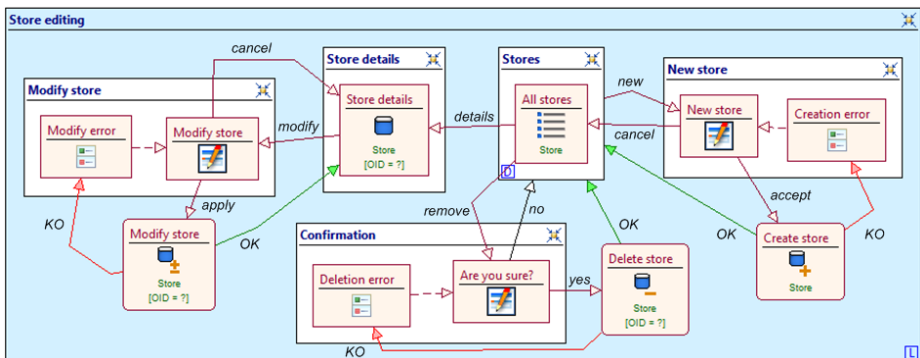 Store editing
cancel
Modify store
Store details
Stores
New store
Modify error
Modify store
modify
Store details
Store
[OID = ?]
details
All stores
Store
D
new
cancel
New store
Creation error
apply
KO
Modify store
Store
[OID = ?]
OK
remove
no
OK
OK
accept
KO
Create store
Store
Confirmation
Deletion error
Are you sure?
yes
Delete store
Store
[OID = ?]
KO
L